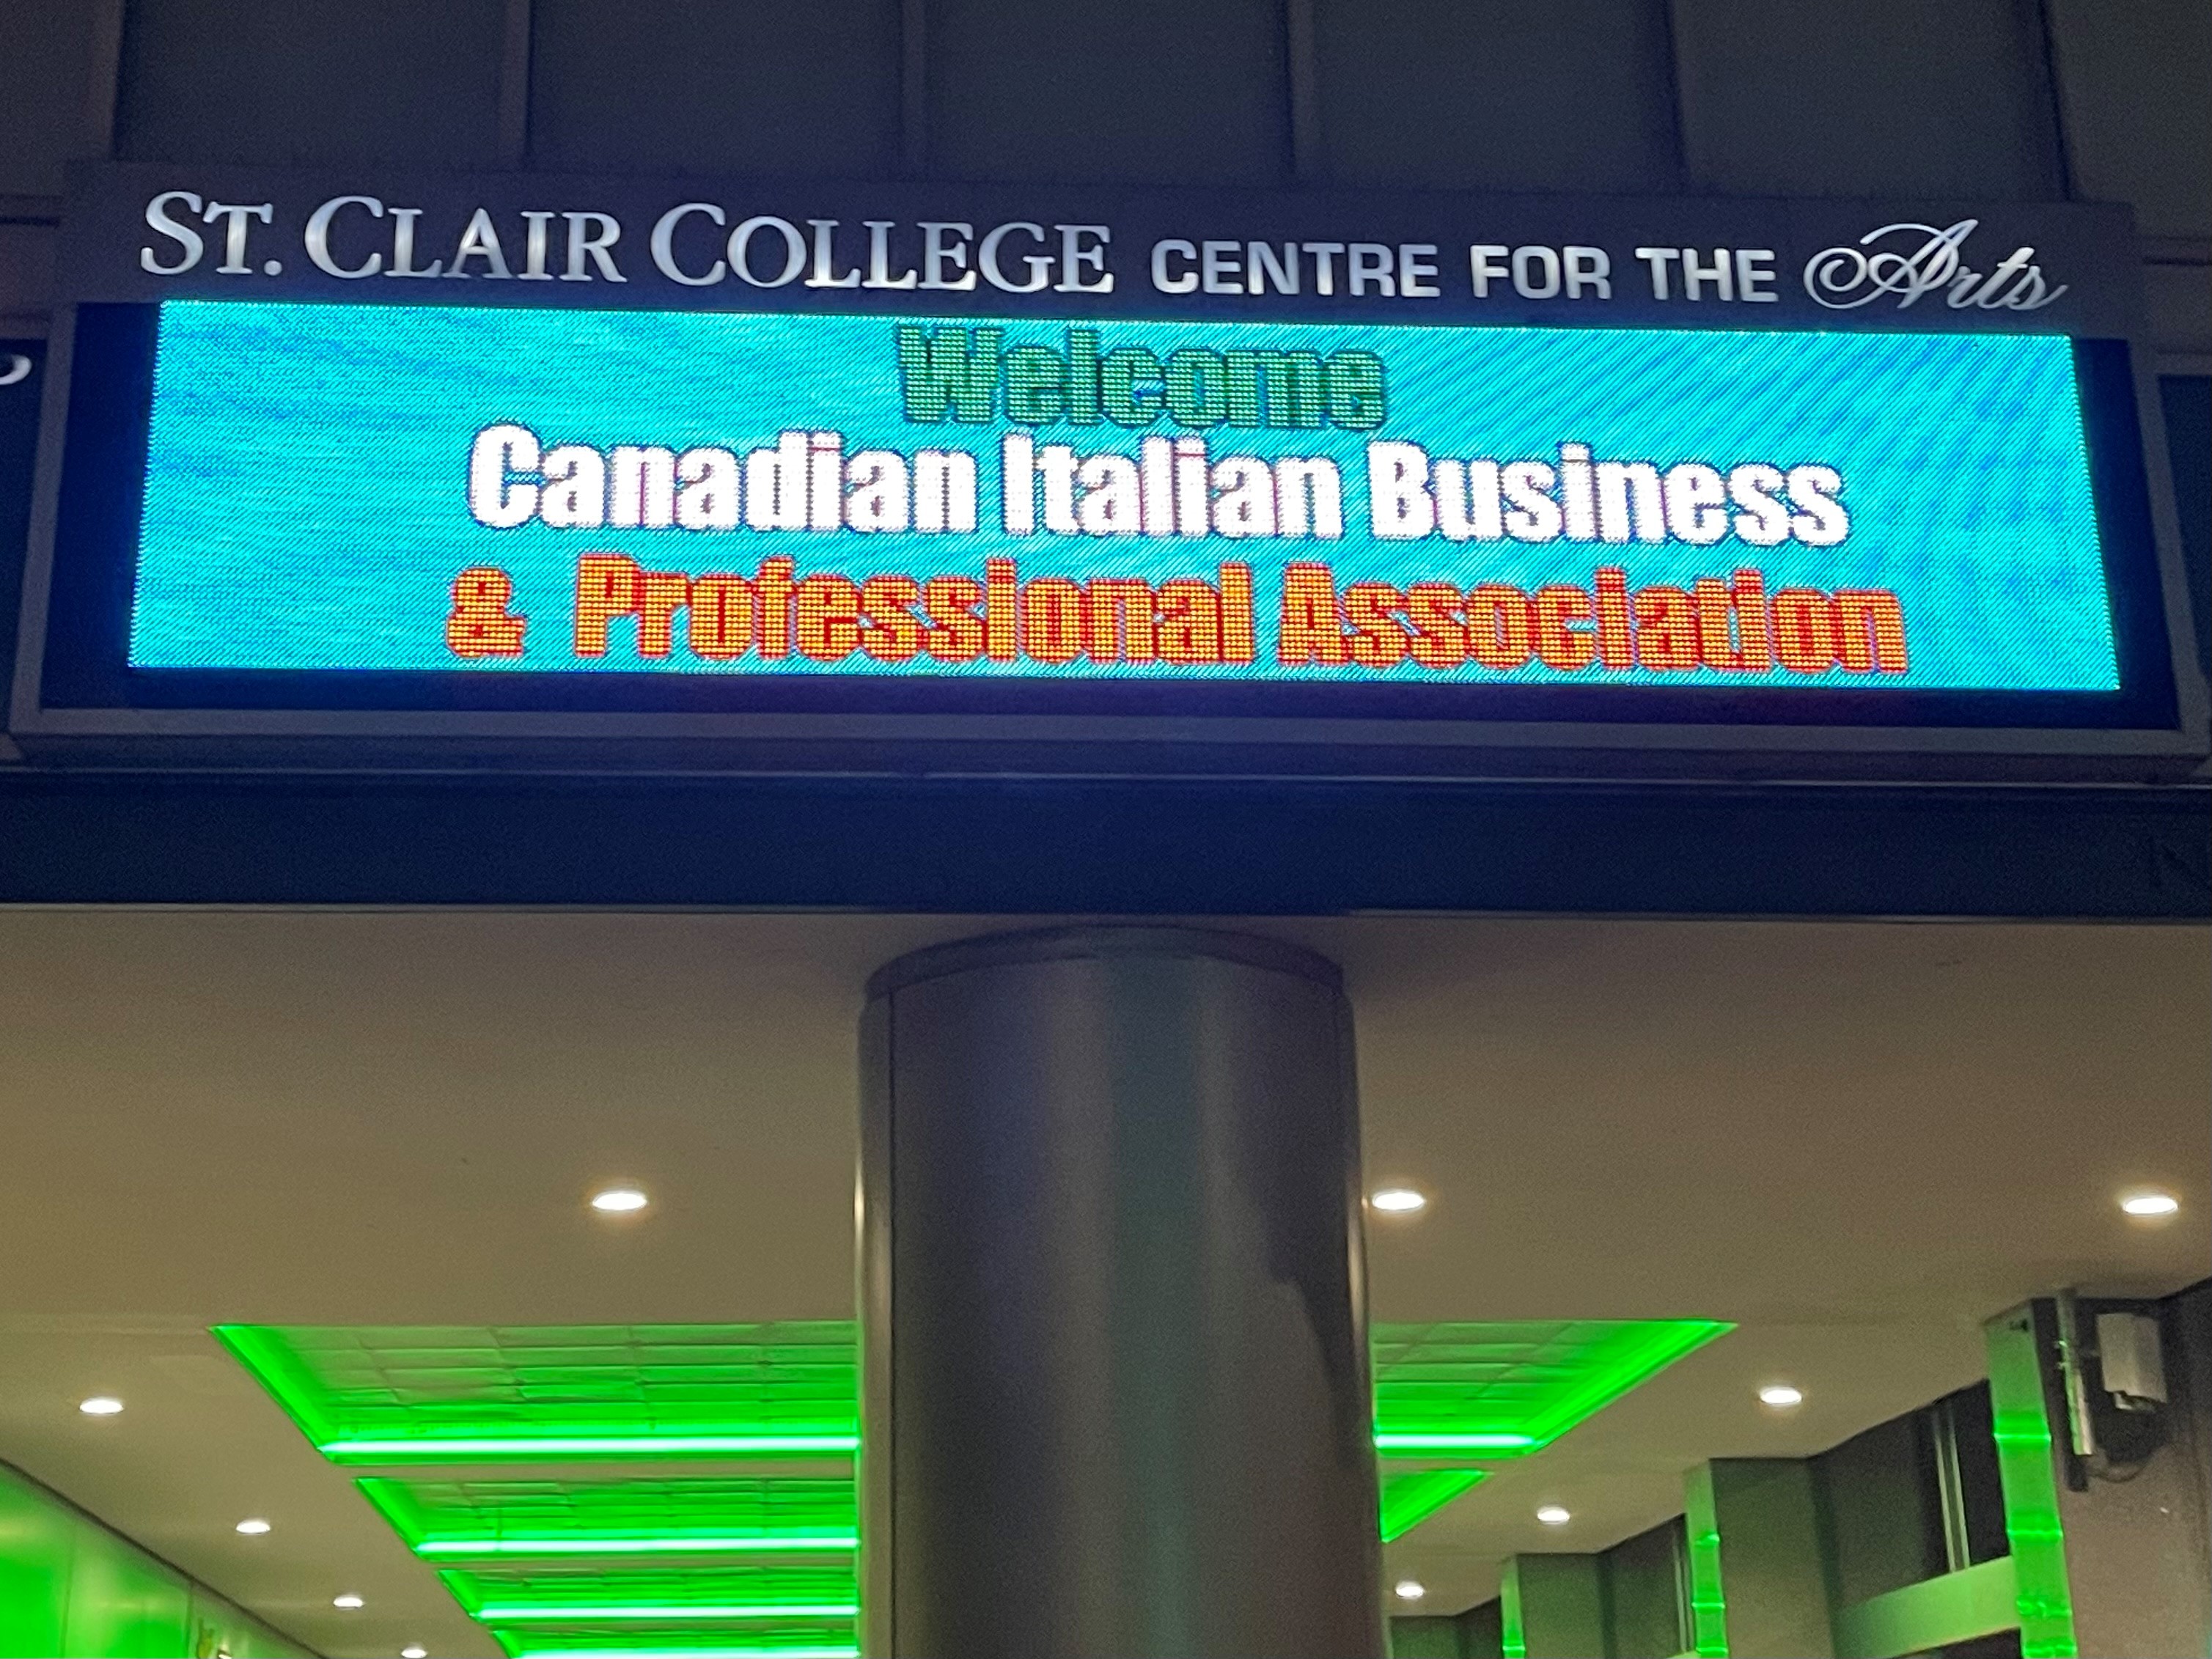 ST. CLAIR COLLEGE CENTRE FOR THE Arts
Welcome
Canadian Italian Business
& Professional Association